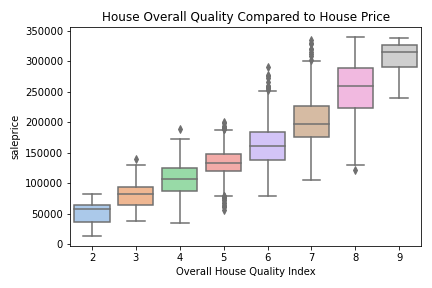 House Overall Quality Compared to House Price
350000
300000
250000
200000
150000
100000
50000
0
saleprice
2 3 4 5 6 7 8 9
Overall House Quality Index